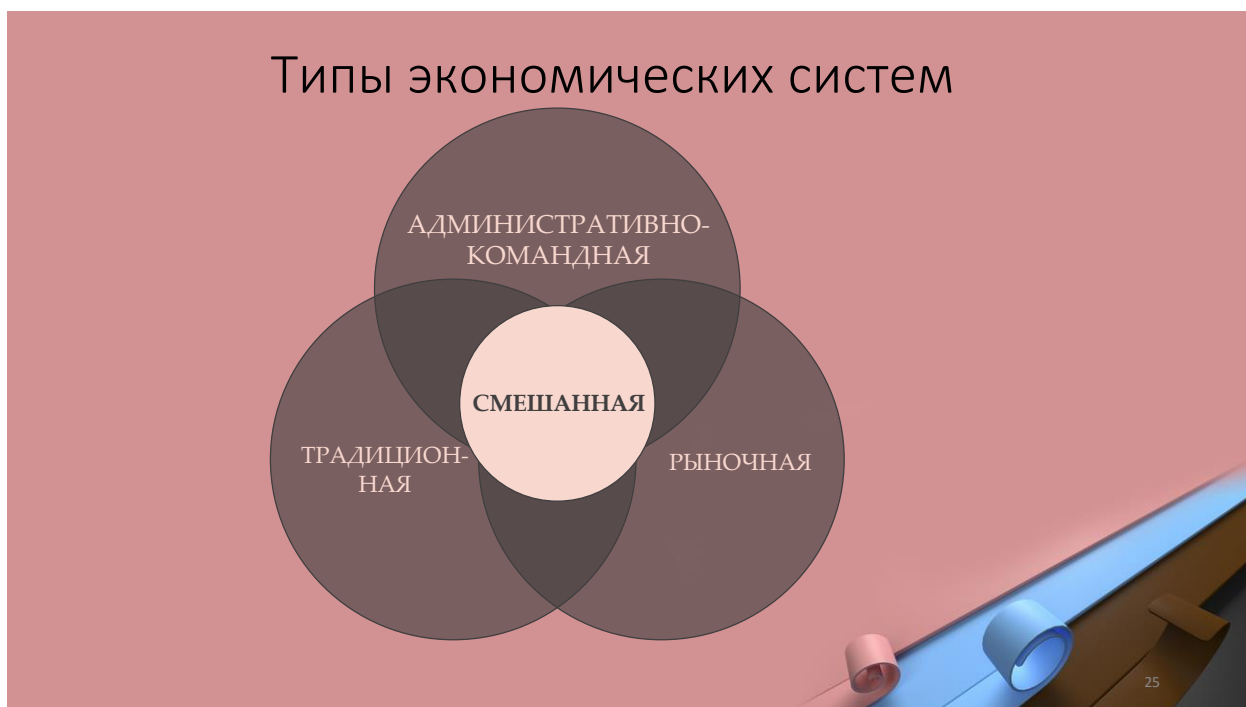 Типы экономических систем
АДМИНИСТРАТИВНО-
КОМАНДНАЯ
СМЕШАННАЯ
ТРАДИЦИОН-
НАЯ
РЫНОЧНАЯ
25